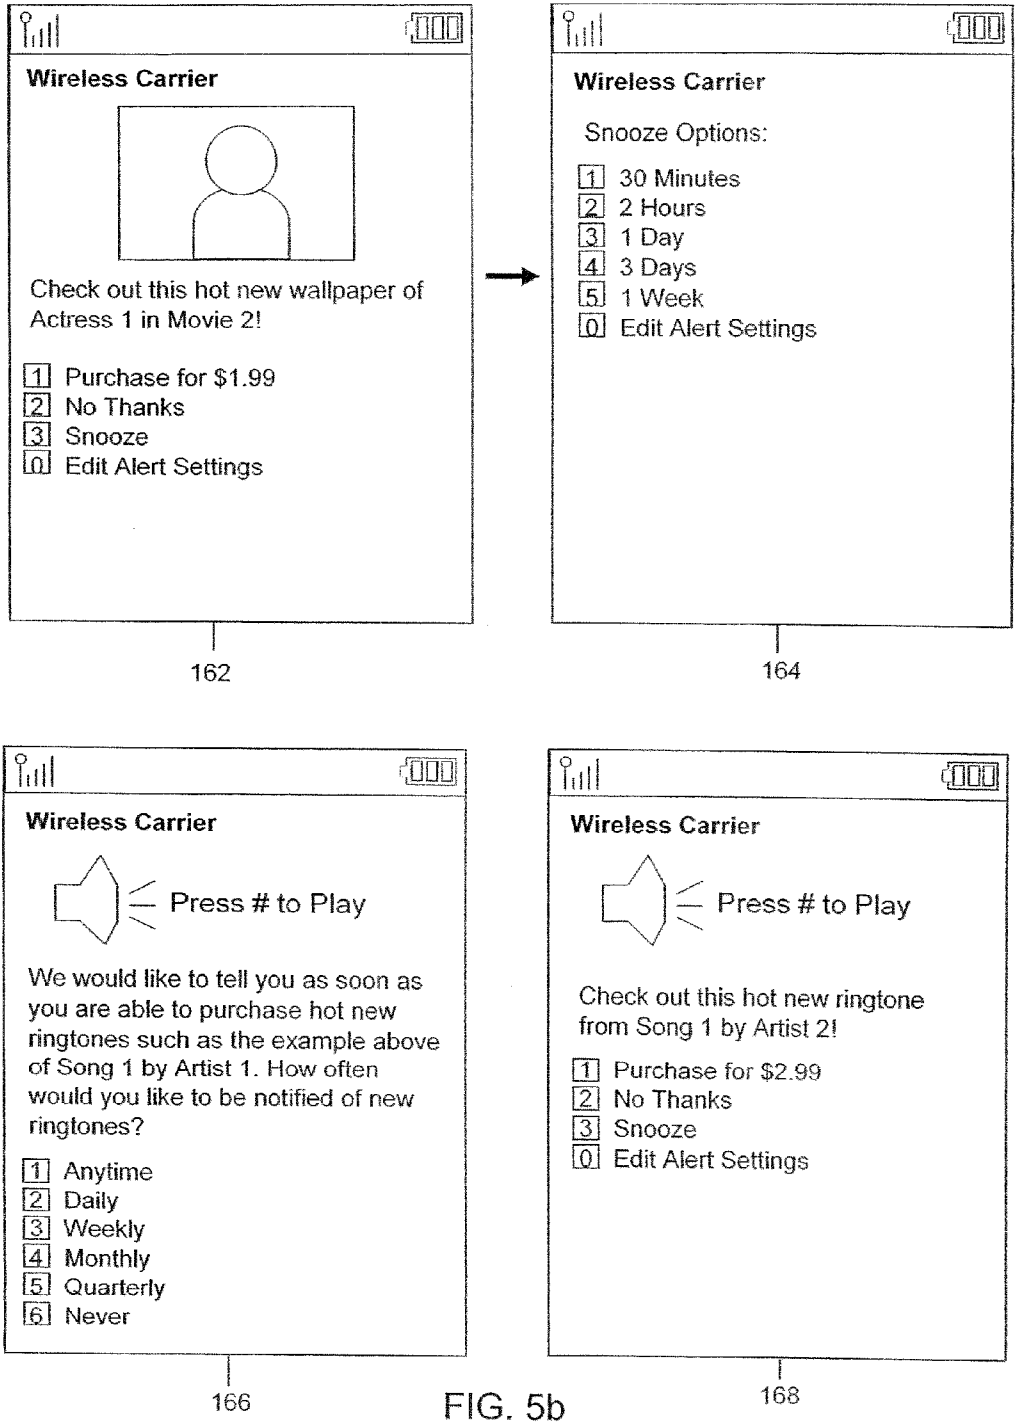 Wireless Carrier
Check out this hot new wallpaper of
Actress 1 in Movie 2!
1 Purchase for $1.99
2 No Thanks
3 Snooze
0 Edit Alert Settings
162
Wireless Carrier
Snooze Options:
1 30 Minutes
2 2 Hours
3 1 Day
4 3 Days
5 1 Week
0 Edit Alert Settings
164
Wireless Carrier
Press # to Play
We would like to tell you as soon as
you are able to purchase hot new
ringtones such as the example above
of Song 1 by Artist 1. How often
would you like to be notified of new
ringtones?
1 Anytime
2 Daily
3 Weekly
4 Monthly
5 Quarterly
6 Never
166
Wireless Carrier
Press # to Play
Check out this hot new ringtone
from Song 1 by Artist 2!
1 Purchase for $2.99
2 No Thanks
3 Snooze
0 Edit Alert Settings
168
FIG. 5b